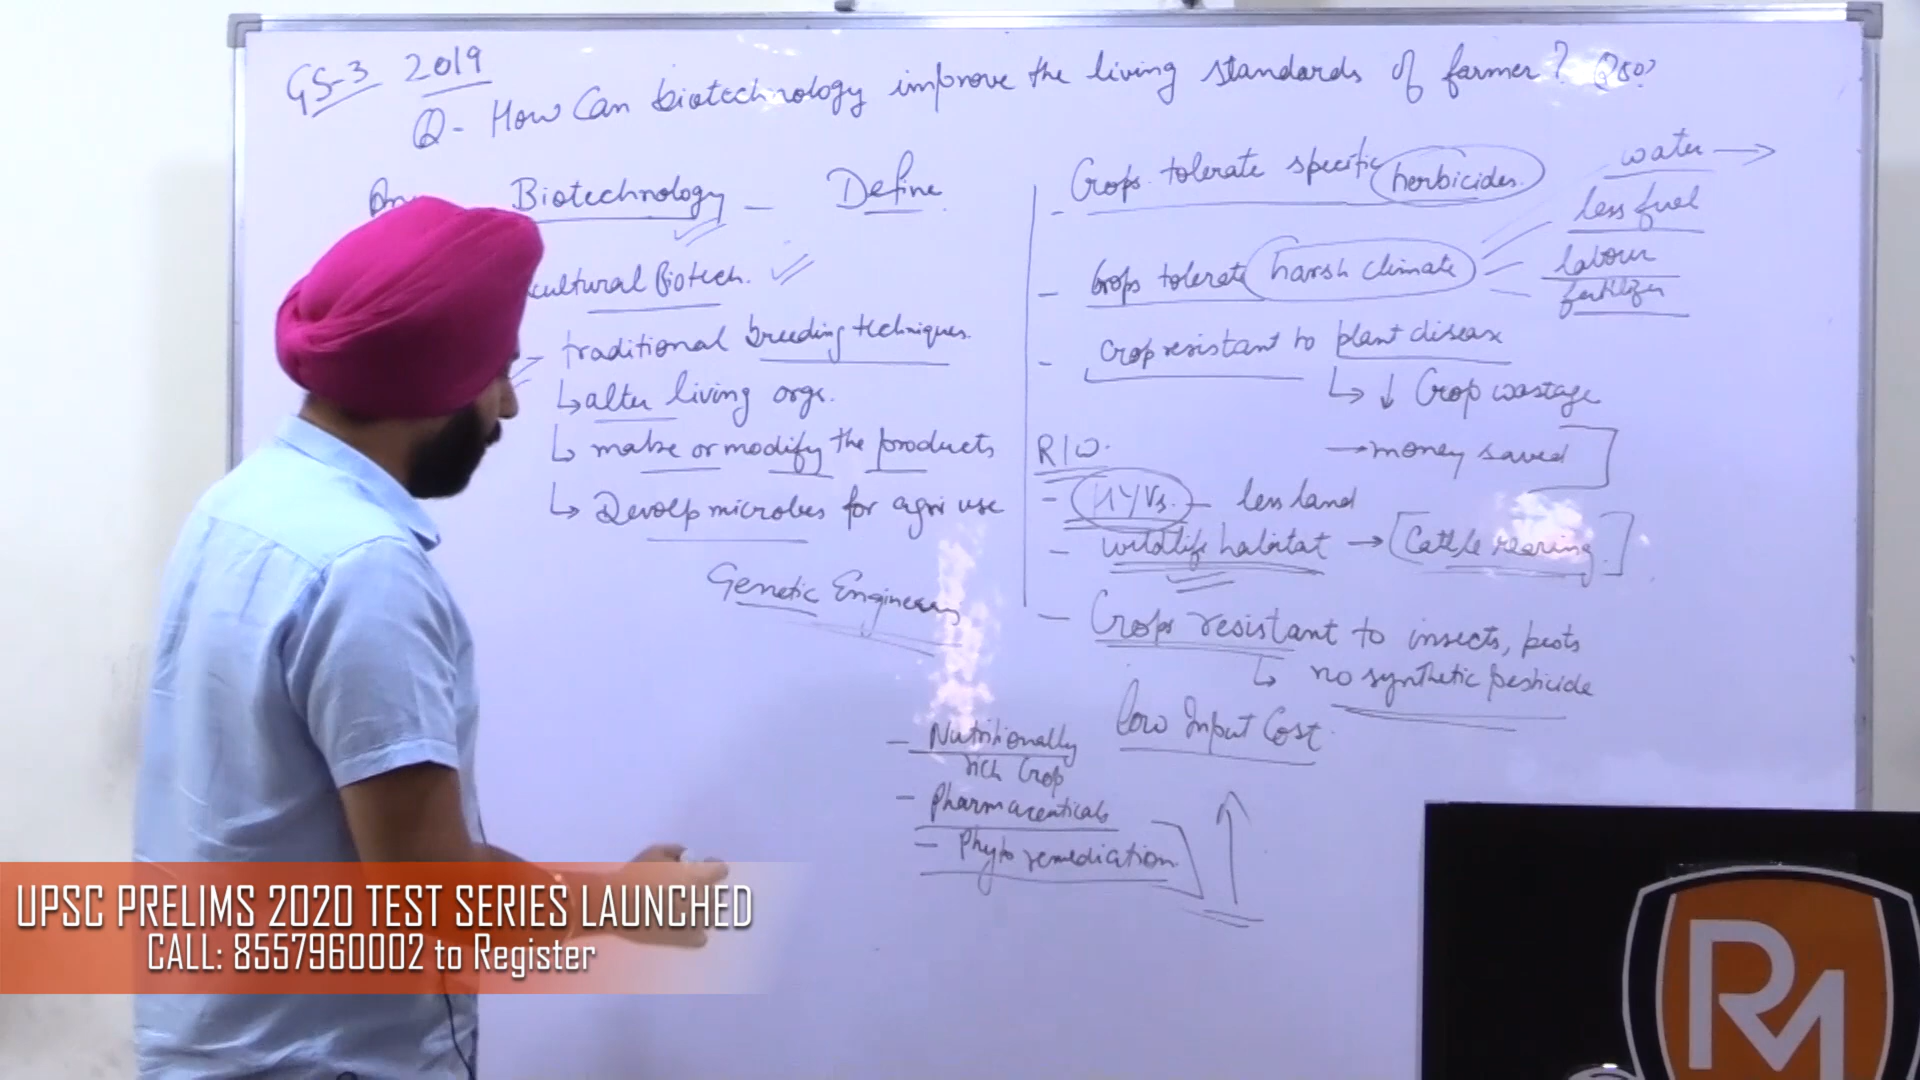 GS-3 2019
Q- How Can biotechnology improve the living standards of farmer?
Biotechnology - Define
cultural Biotech.
traditional breeding techniques.
↳ alter living orgs.
↳ make or modify the products
↳ Devolp microbes for agri use
Genetic Engineering
- Crops tolerate specific herbicides.
- Crops tolerate harsh climate
water →
less fuel
labour
fertilizer
- Crop resistant to plant disease
↳ ↓ Crop wastage
→ money saved
R/W.
- HYVs. - less land
- wildlife habitat → [Cattle rearing]
- Crops resistant to insects, pests
↳ no synthetic pesticide
low Input Cost
- Nutritionally
rich Crop
- Pharmaceuticals
- Phyto remediation
UPSC PRELIMS 2020 TEST SERIES LAUNCHED
CALL: 8557960002 to Register
RM